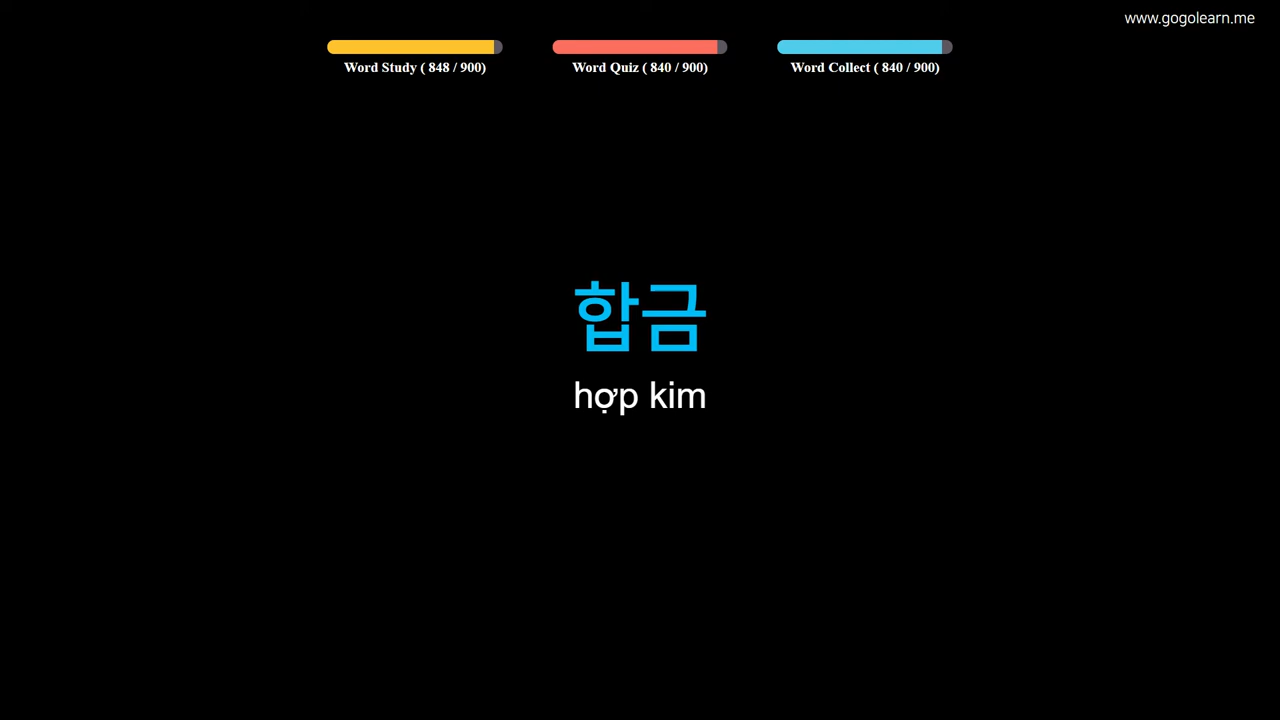 www.gogolearn.me
Word Study ( 848 / 900)
Word Quiz ( 840 / 900)
Word Collect ( 840 / 900)
합금
hợp kim